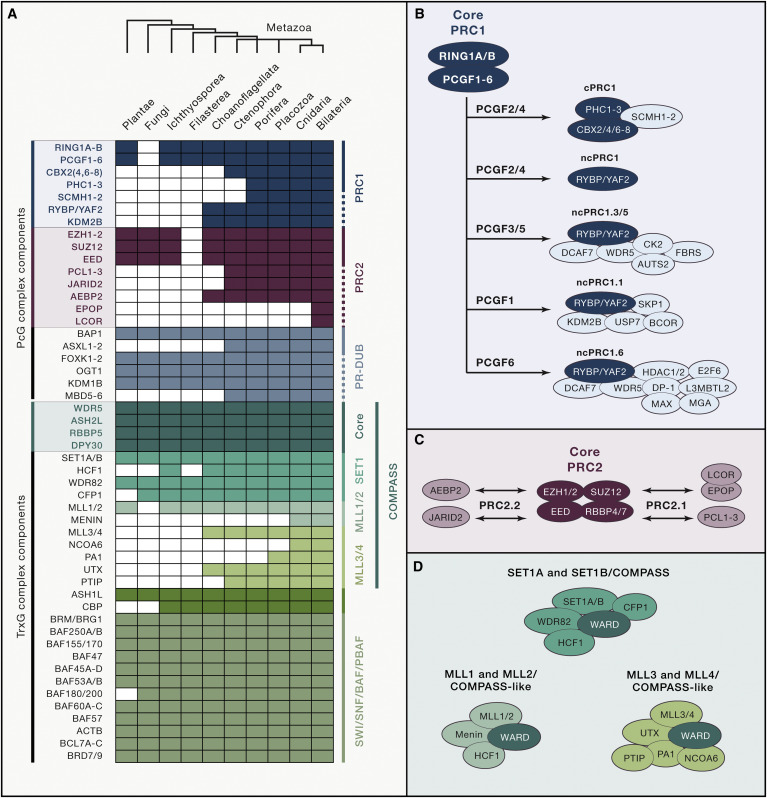 A
Metazoa
Plantae
Fungi
Ichthyosporea
Filasterea
Choanoflagellata
Ctenophora
Porifera
Placozoa
Cnidaria
Bilateria
PcG complex components
RING1A-B
PCGF1-6
CBX2(4,6-8)
PHC1-3
SCMH1-2
RYBP/YAF2
KDM2B
PRC1
EZH1-2
SUZ12
EED
PCL1-3
JARID2
AEBP2
EPOP
LCOR
PRC2
BAP1
ASXL1-2
FOXK1-2
OGT1
KDM1B
MBD5-6
PR-DUB
TrxG complex components
WDR5
ASH2L
RBBP5
DPY30
Core
SET1A/B
HCF1
WDR82
CFP1
SET1
MLL1/2
MENIN
MLL1/2
MLL3/4
NCOA6
PA1
UTX
PTIP
MLL3/4
COMPASS
ASH1L
CBP
BRM/BRG1
BAF250A/B
BAF155/170
BAF47
BAF45A-D
BAF53A/B
BAF180/200
BAF60A-C
BAF57
ACTB
BCL7A-C
BRD7/9
SWI/SNF/BAF/PBAF
B
Core
PRC1
RING1A/B
PCGF1-6
PCGF2/4
cPRC1
PHC1-3
SCMH1-2
CBX2/4/6-8
PCGF2/4
ncPRC1
RYBP/YAF2
PCGF3/5
ncPRC1.3/5
RYBP/YAF2
CK2
DCAF7
WDR5
FBRS
AUTS2
PCGF1
ncPRC1.1
RYBP/YAF2
SKP1
KDM2B
USP7
BCOR
PCGF6
ncPRC1.6
RYBP/YAF2
HDAC1/2
E2F6
DCAF7
WDR5
DP-1
L3MBTL2
MAX
MGA
C
Core
PRC2
AEBP2
JARID2
PRC2.2
EZH1/2
SUZ12
EED
RBBP4/7
PRC2.1
LCOR
EPOP
PCL1-3
D
SET1A and SET1B/COMPASS
SET1A/B
CFP1
WDR82
WARD
HCF1
MLL1 and MLL2/
COMPASS-like
MLL1/2
Menin
WARD
HCF1
MLL3 and MLL4/
COMPASS-like
MLL3/4
UTX
WARD
PTIP
PA1
NCOA6